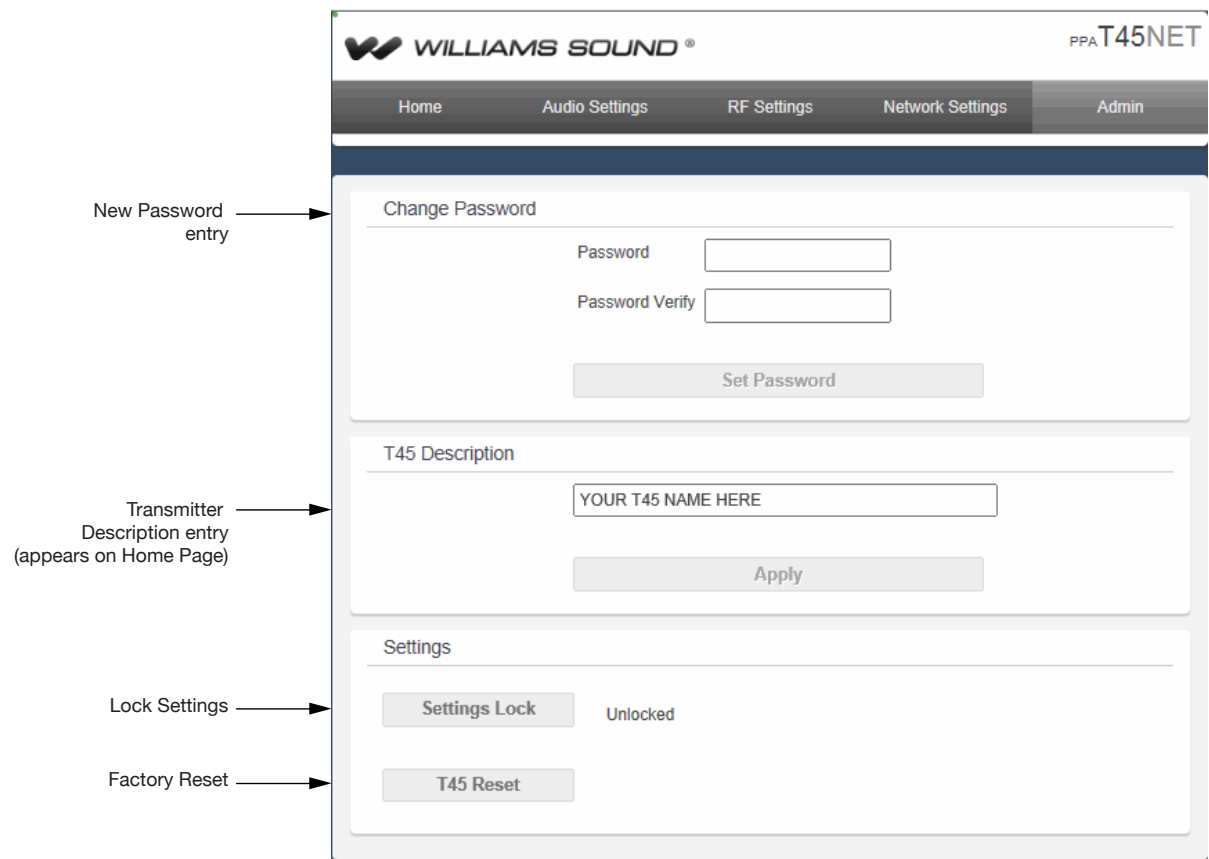 WILLIAMS SOUND ®
PPA T45NET
Home Audio Settings RF Settings Network Settings Admin
New Password
entry
Change Password
Password
Password Verify
Set Password
T45 Description
Transmitter
Description entry
(appears on Home Page)
YOUR T45 NAME HERE
Apply
Settings
Lock Settings
Settings Lock Unlocked
Factory Reset
T45 Reset